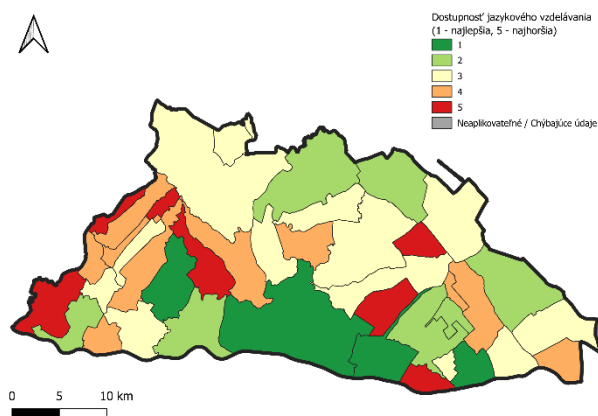 Dostupnosť jazykového vzdelávania
(1 - najlepšia, 5 - najhoršia)
1
2
3
4
5
Neaplikovateľné / Chýbajúce údaje
0 5 10 km